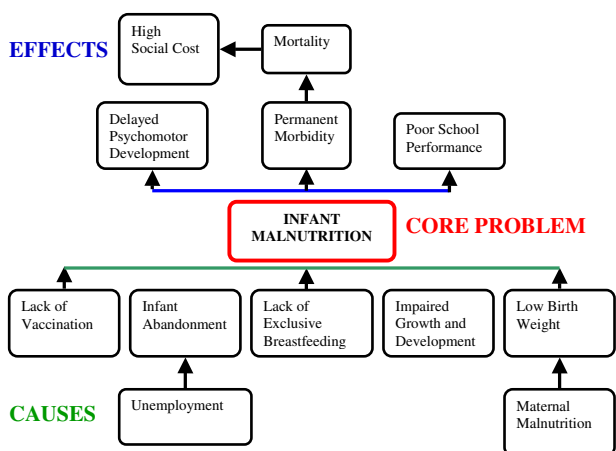 High
Social Cost
Mortality
EFFECTS
Delayed
Psychomotor
Development
Permanent
Morbidity
Poor School
Performance
INFANT
MALNUTRITION
CORE PROBLEM
Lack of
Vaccination
Infant
Abandonment
Lack of
Exclusive
Breastfeeding
Impaired
Growth and
Development
Low Birth
Weight
CAUSES
Unemployment
Maternal
Malnutrition